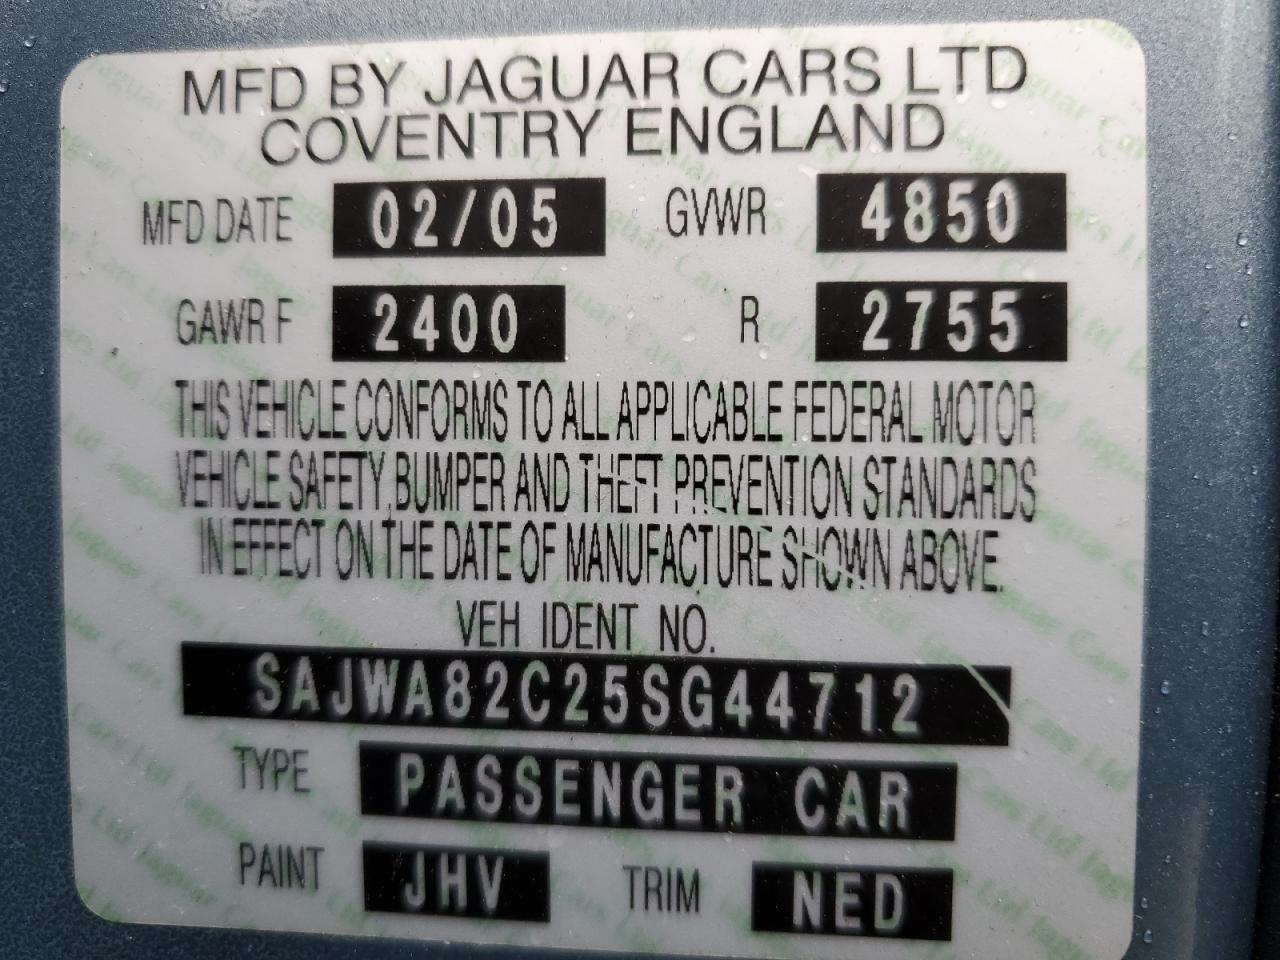 MFD BY JAGUAR CARS LTD
COVENTRY ENGLAND
MFD DATE 02/05 GVWR 4850
GAWR F 2400 R 2755
THIS VEHICLE CONFORMS TO ALL APPLICABLE FEDERAL MOTOR
VEHICLE SAFETY, BUMPER AND THEFT PREVENTION STANDARDS
IN EFFECT ON THE DATE OF MANUFACTURE SHOWN ABOVE.
VEH IDENT NO.
SAJWA82C25SG44712
TYPE PASSENGER CAR
PAINT JHV TRIM NED